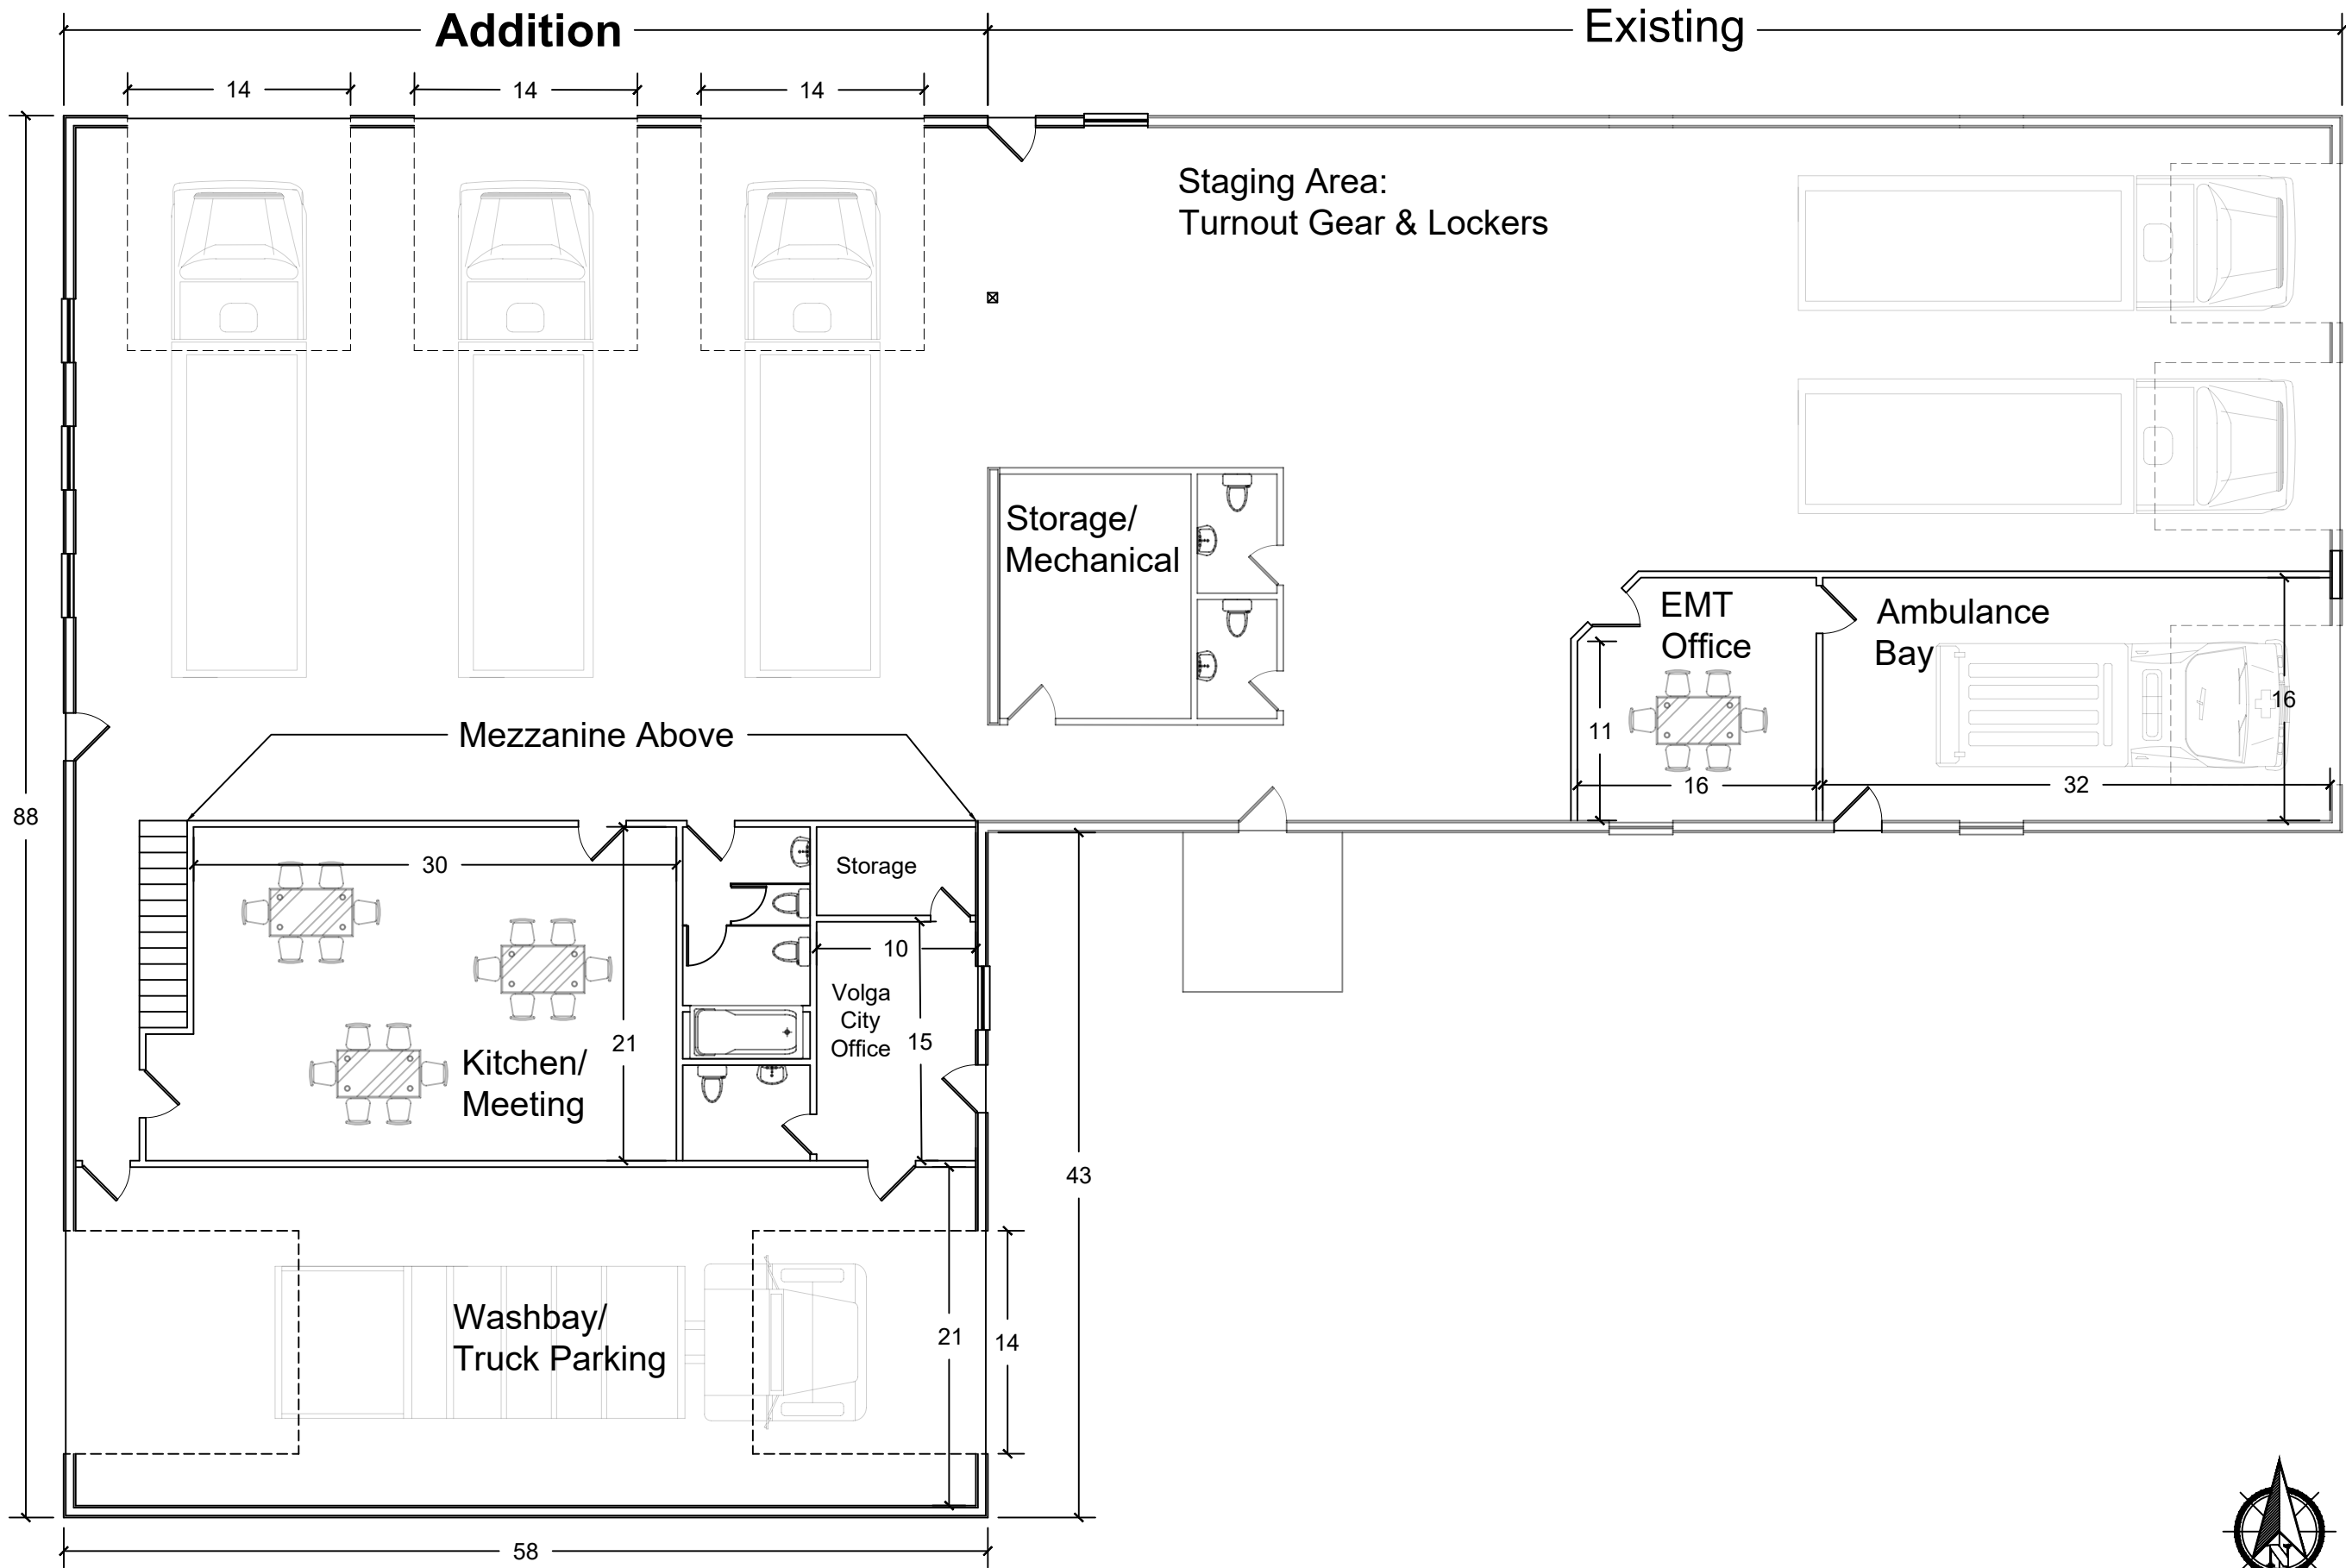 Addition
Existing
14
14
14
Staging Area:
Turnout Gear & Lockers
Storage/
Mechanical
EMT
Office
Ambulance
Bay
16
11
16
32
Mezzanine Above
88
30
Storage
10
Volga
City
Office
15
21
Kitchen/
Meeting
43
Washbay/
Truck Parking
21
14
58
N